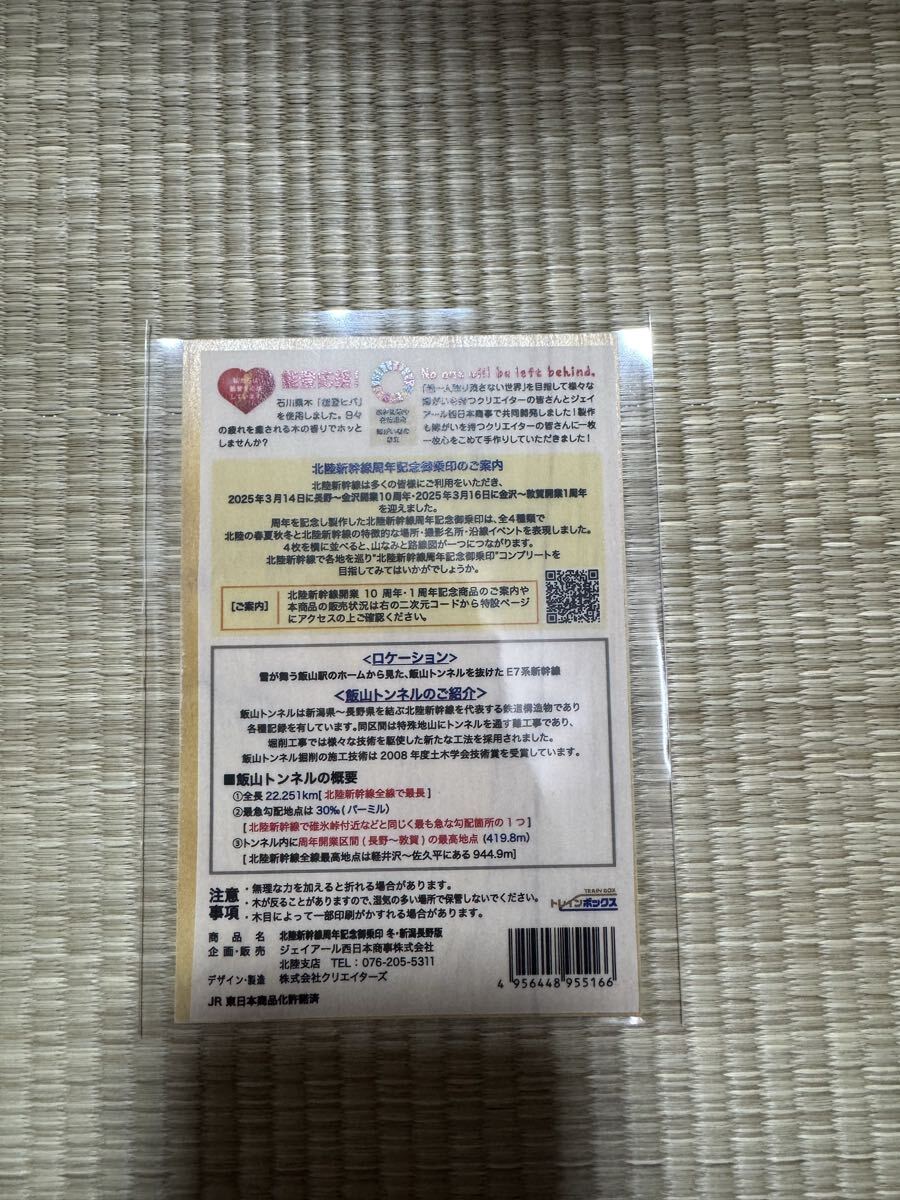 私たちは
能登を応援
しています
能登応援!
石川県木「能登ヒバ」
を使用しました。日々
の疲れを癒される木の香りでホッと
しませんか?
No one will be left behind.
「誰一人取り残さない世界」を目指して様々な
障がいを持つクリエイターの皆さんとジェイ
アール西日本商事で共同開発しました!製作
も障がいを持つクリエイターの皆さんに一枚
一枚心をこめて手作りしていただきました!
北陸新幹線周年記念御乗印のご案内
北陸新幹線は多くの皆様にご利用をいただき、
2025年3月14日に長野~金沢開業10周年・2025年3月16日に金沢~敦賀開業1周年
を迎えました。
周年を記念し製作した北陸新幹線周年記念御乗印は、全4種類で
北陸の春夏秋冬と北陸新幹線の特徴的な場所・撮影名所・沿線イベントを表現しました。
4枚を横に並べると、山なみと路線図が一つにつながります。
北陸新幹線で各地を巡り"北陸新幹線周年記念御乗印"コンプリートを
目指してみてはいかがでしょうか。
[ご案内]
北陸新幹線開業 10 周年・1周年記念商品のご案内や
本商品の販売状況は右の二次元コードから特設ページ
にアクセスの上ご確認ください。
<ロケーション>
雪が舞う飯山駅のホームから見た、飯山トンネルを抜けた E7系新幹線
<飯山トンネルのご紹介>
飯山トンネルは新潟県~長野県を結ぶ北陸新幹線を代表する鉄道構造物であり
各種記録を有しています。同区間は特殊地山にトンネルを通す難工事であり、
堀削工事では様々な技術を駆使した新たな工法を採用されました。
飯山トンネル掘削の施工技術は 2008 年度土木学会技術賞を受賞しています。
■飯山トンネルの概要
①全長 22.251km[ 北陸新幹線全線で最長 ]
②最急勾配地点は 30‰ (パーミル)
[ 北陸新幹線で碓氷峠付近などと同じく最も急な勾配箇所の 1 つ ]
③トンネル内に周年開業区間 (長野~敦賀) の最高地点 (419.8m)
[ 北陸新幹線全線最高地点は軽井沢~佐久平にある 944.9m]
注意
事項
・無理な力を加えると折れる場合があります。
・木が反ることがありますので、湿気の多い場所で保管しないでください。
・木目によって一部印刷がかすれる場合があります。
TRAIN BOX
トレインボックス
商 品 名 北陸新幹線周年記念御乗印 冬・新潟長野版
企画・販売 ジェイアール西日本商事株式会社
北陸支店 TEL：076-205-5311
デザイン・製造 株式会社クリエイターズ
JR 東日本商品化許諾済
4 956448 955166